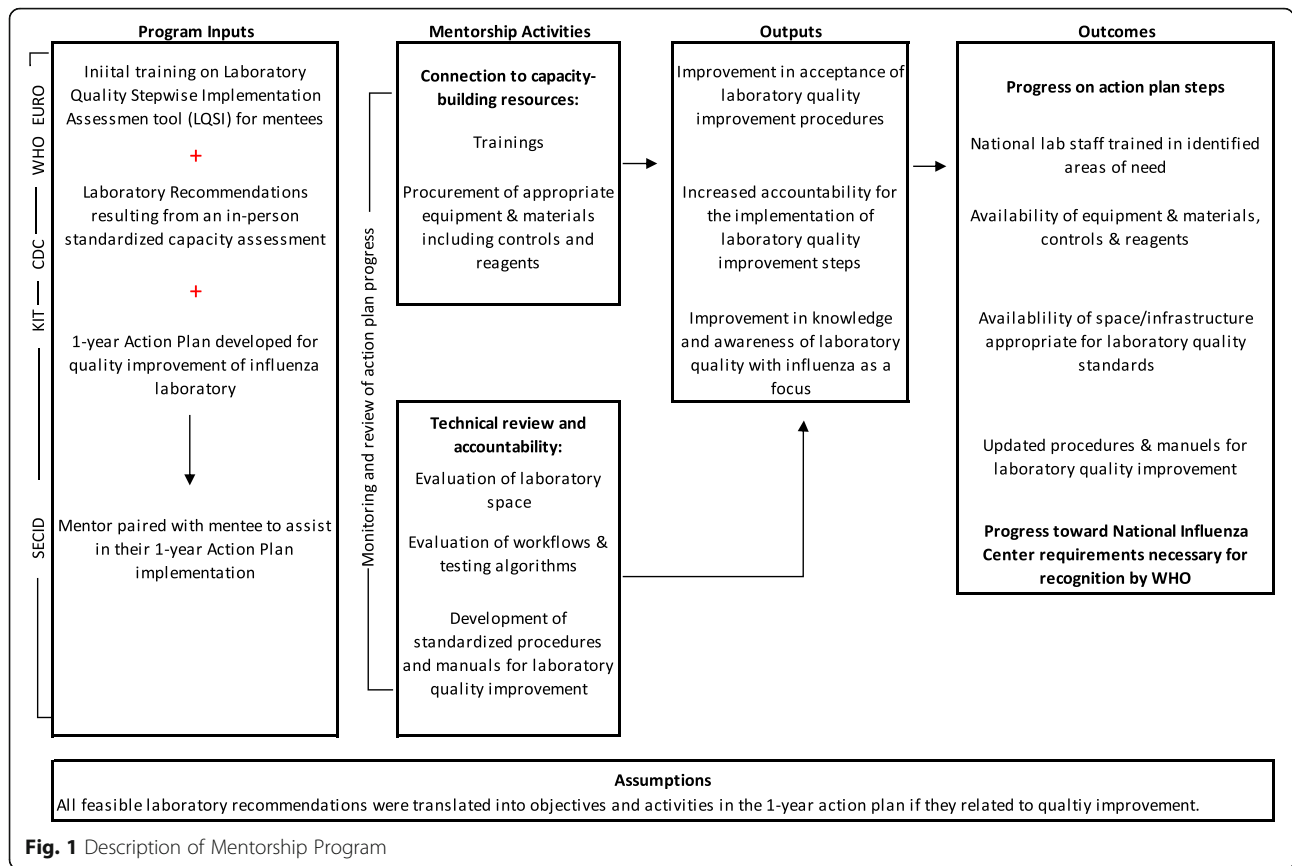 Program Inputs
Iniital training on Laboratory
Quality Stepwise Implementation
Assessmen tool (LQSI) for mentees
+
Laboratory Recommendations
resulting from an in-person
standardized capacity assessment
+
1-year Action Plan developed for
quality improvement of influenza
laboratory
Mentor paired with mentee to assist
in their 1-year Action Plan
implementation
SECID
KIT
CDC
WHO EURO
Mentorship Activities
Connection to capacity-
building resources:
Trainings
Procurement of appropriate
equipment & materials
including controls and
reagents
Technical review and
accountability:
Evaluation of laboratory
space
Evaluation of workflows &
testing algorithms
Development of
standardized procedures
and manuals for laboratory
quality improvement
Monitoring and review of action plan progress
Outputs
Improvement in acceptance of
laboratory quality
improvement procedures
Increased accountability for
the implementation of
laboratory quality
improvement steps
Improvement in knowledge
and awareness of laboratory
quality with influenza as a
focus
Outcomes
Progress on action plan steps
National lab staff trained in identified
areas of need
Availability of equipment & materials,
controls & reagents
Availablility of space/infrastructure
appropriate for laboratory quality
standards
Updated procedures & manuels for
laboratory quality improvement
Progress toward National Influenza
Center requirements necessary for
recognition by WHO
Assumptions
All feasible laboratory recommendations were translated into objectives and activities in the 1-year action plan if they related to qualtiy improvement.
Fig. 1 Description of Mentorship Program